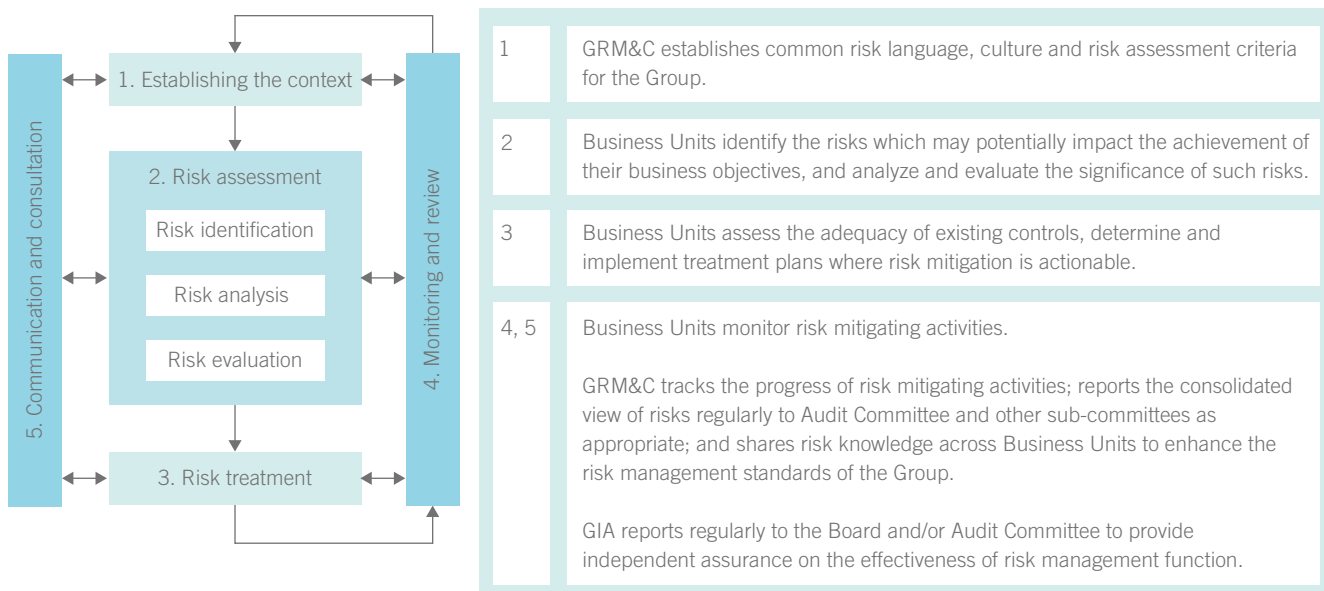 5. Communication and consultation
1. Establishing the context
2. Risk assessment
Risk identification
Risk analysis
Risk evaluation
3. Risk treatment
4. Monitoring and review
1
GRM&C establishes common risk language, culture and risk assessment criteria
for the Group.
2
Business Units identify the risks which may potentially impact the achievement of
their business objectives, and analyze and evaluate the significance of such risks.
3
Business Units assess the adequacy of existing controls, determine and
implement treatment plans where risk mitigation is actionable.
4, 5
Business Units monitor risk mitigating activities.
GRM&C tracks the progress of risk mitigating activities; reports the consolidated
view of risks regularly to Audit Committee and other sub-committees as
appropriate; and shares risk knowledge across Business Units to enhance the
risk management standards of the Group.
GIA reports regularly to the Board and/or Audit Committee to provide
independent assurance on the effectiveness of risk management function.